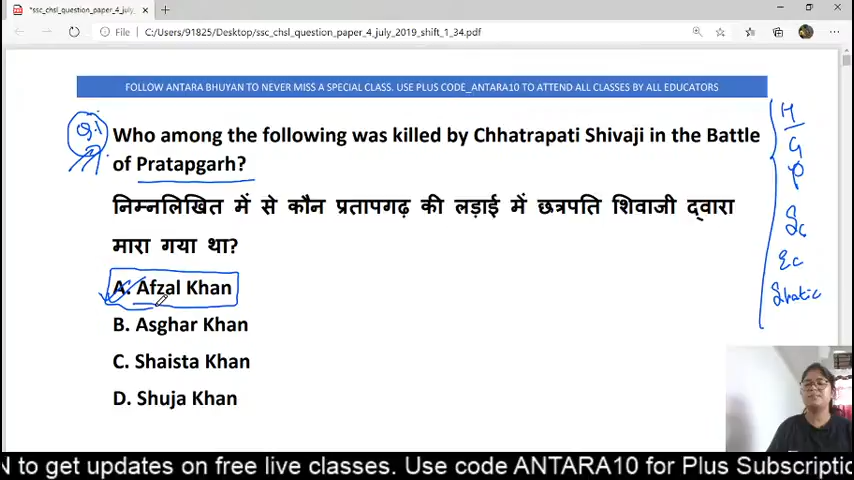 *ssc_chsl_question_paper_4_july_2019_shift_1_34.pdf
File | C:/Users/91825/Desktop/ssc_chsl_question_paper_4_july_2019_shift_1_34.pdf
FOLLOW ANTARA BHUYAN TO NEVER MISS A SPECIAL CLASS. USE PLUS CODE_ANTARA10 TO ATTEND ALL CLASSES BY ALL EDUCATORS
Q.1
Who among the following was killed by Chhatrapati Shivaji in the Battle
of Pratapgarh?
निम्नलिखित में से कौन प्रतापगढ़ की लड़ाई में छत्रपति शिवाजी द्वारा
मारा गया था?
A. Afzal Khan
B. Asghar Khan
C. Shaista Khan
D. Shuja Khan
H
G
P
Sc
Ec
Static
N to get updates on free live classes. Use code ANTARA10 for Plus Subscriptio